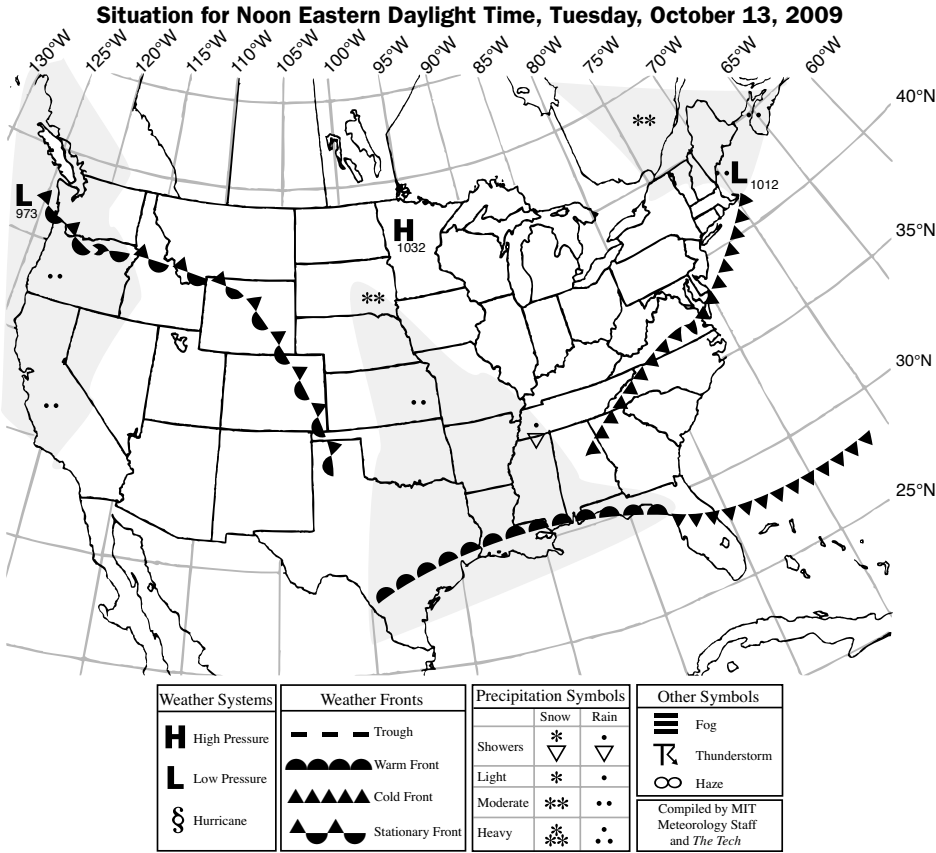 Situation for Noon Eastern Daylight Time, Tuesday, October 13, 2009
130°W 125°W 120°W 115°W 110°W 105°W 100°W 95°W 90°W 85°W 80°W 75°W 70°W 65°W 60°W
40°N
35°N
30°N
25°N
L
973
H
1032
L
1012
Weather Systems
H High Pressure
L Low Pressure
§ Hurricane
Weather Fronts
Trough
Warm Front
Cold Front
Stationary Front
Precipitation Symbols
Snow Rain
Showers
Light
Moderate
Heavy
Other Symbols
Fog
Thunderstorm
Haze
Compiled by MIT
Meteorology Staff
and The Tech